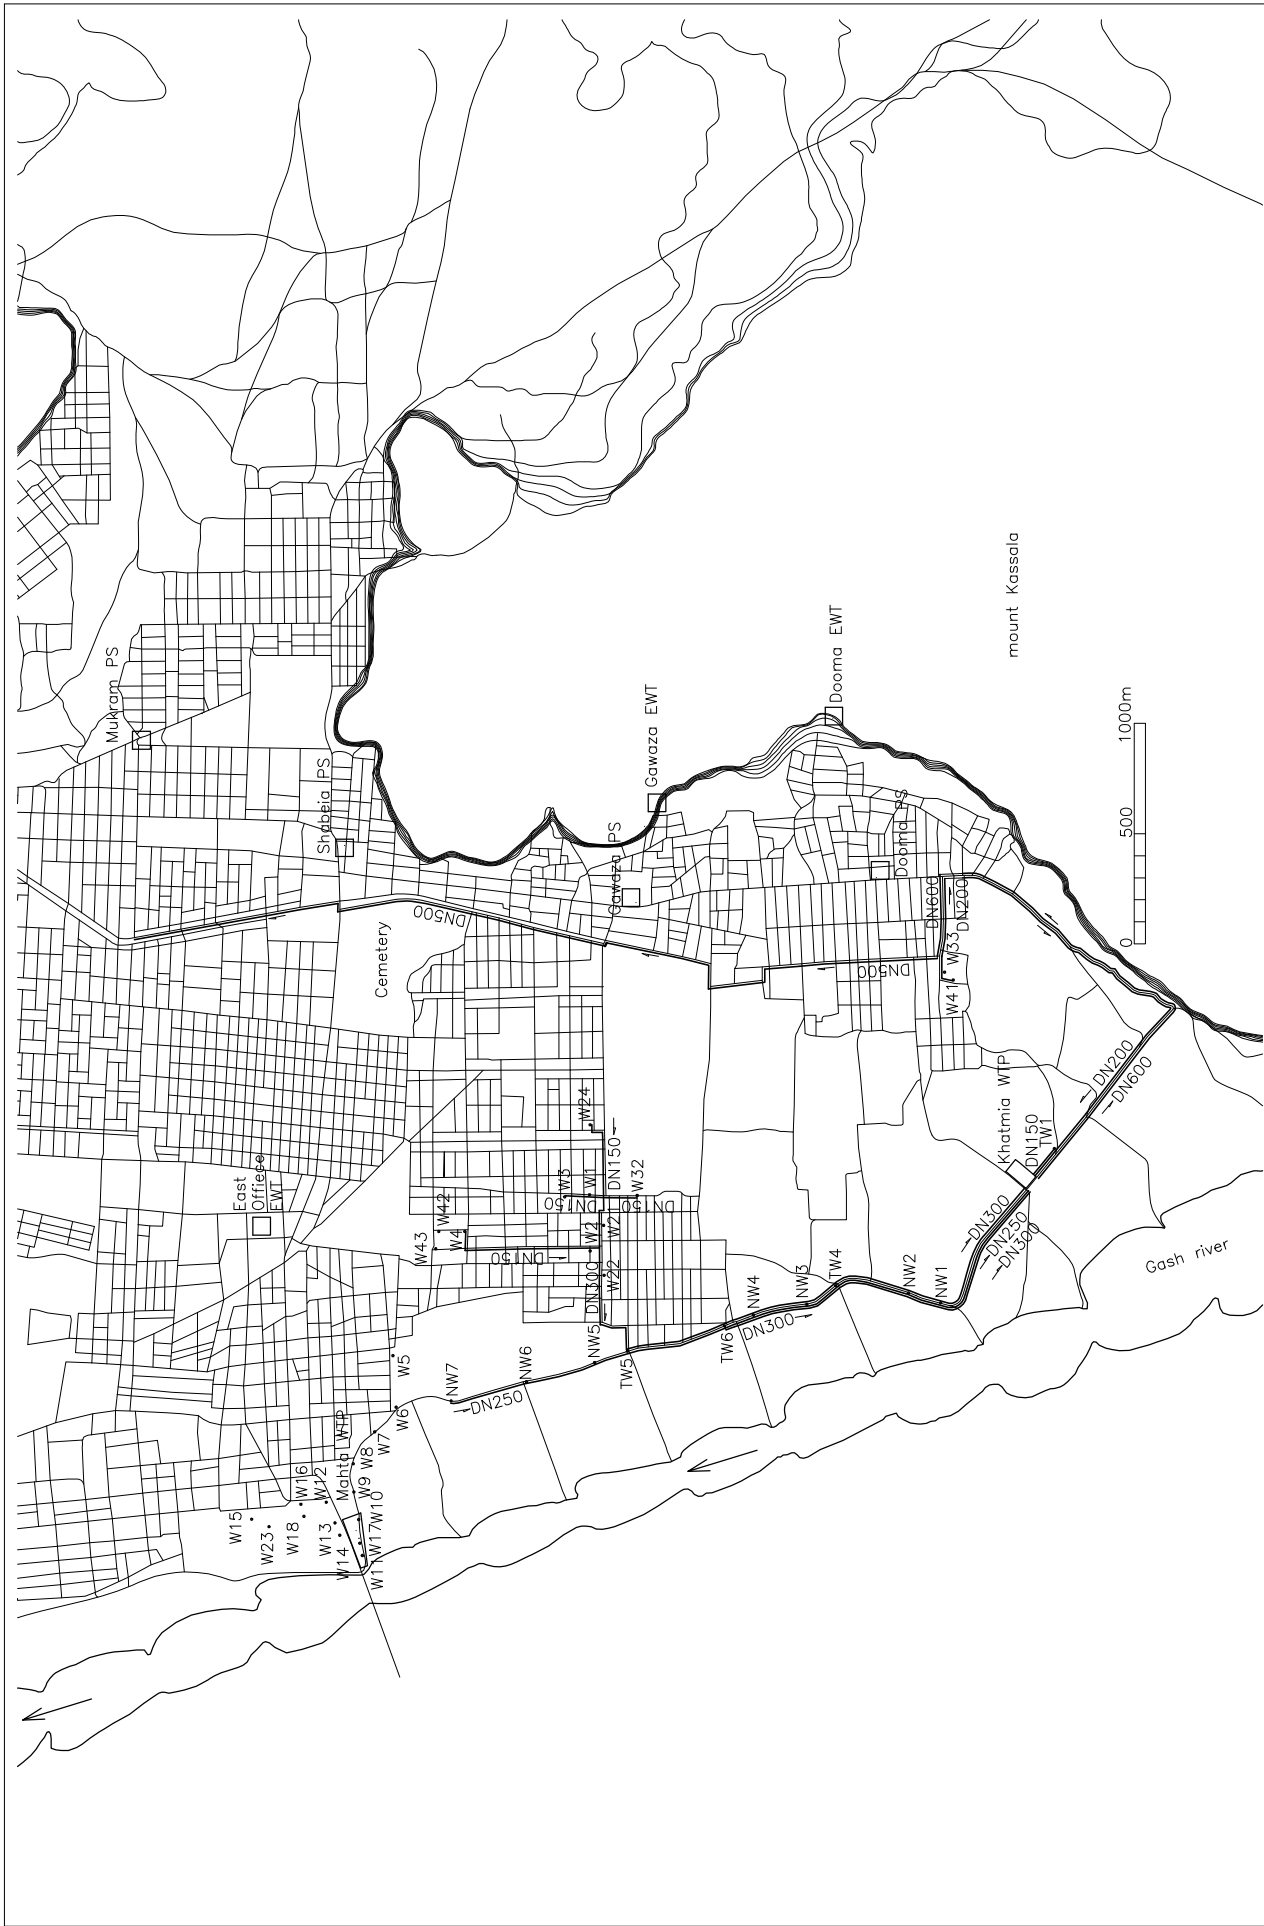 Mukram PS
Shabeia PS
Cemetery
DN500
East
Offiece
EWT
Gawaza EWT
Gawaza PS
Dooma EWT
Dooma PS
mount Kassala
0
500
1000m
DN600
DN200
W33
W41
DN500
W24
DN150
W3
W1
DN150
W32
DN150
W42
W43
W4
W2
W21
DN150
DN300
W22
W5
W6
W7
W8
W9
Mahta WTP
W10
W17
W11
W12
W16
W13
W14
W18
W23
W15
NW7
DN250
NW6
NW5
TW5
TW6
NW4
DN300
NW3
TW4
NW2
NW1
Khatmia WTP
DN150
TW1
DN200
DN600
DN300
DN250
DN300
Gash river